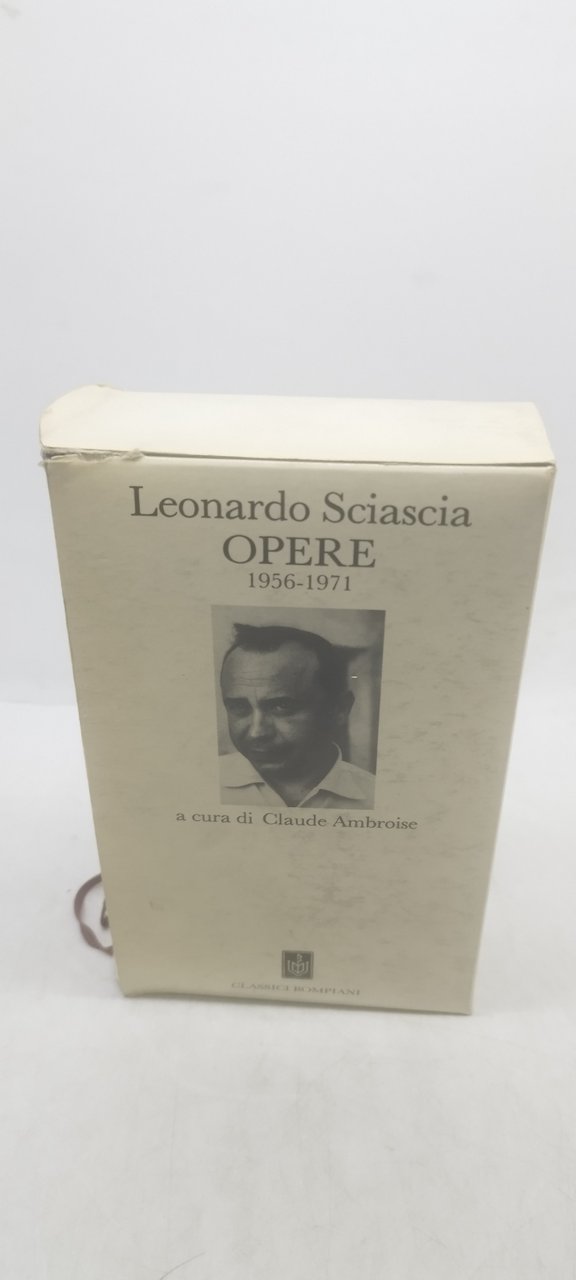 Leonardo Sciascia
OPERE
1956-1971
a cura di Claude Ambroise
CLASSICI BOMPIANI